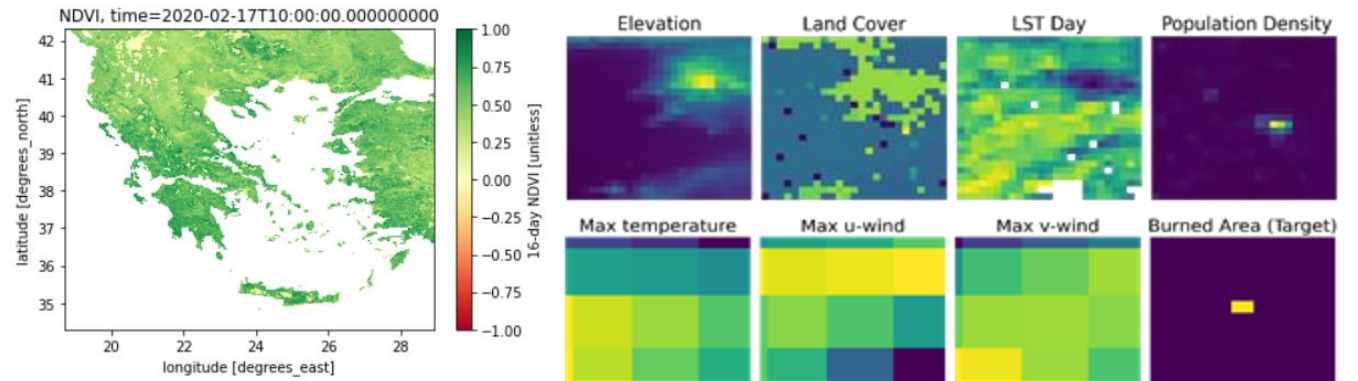 NDVI, time=2020-02-17T10:00:00.000000000
42
41
40
39
38
37
36
35
latitude [degrees_north]
20 22 24 26 28
longitude [degrees_east]
1.00
0.75
0.50
0.25
0.00
−0.25
−0.50
−0.75
−1.00
16-day NDVI [unitless]
Elevation Land Cover LST Day Population Density
Max temperature Max u-wind Max v-wind Burned Area (Target)